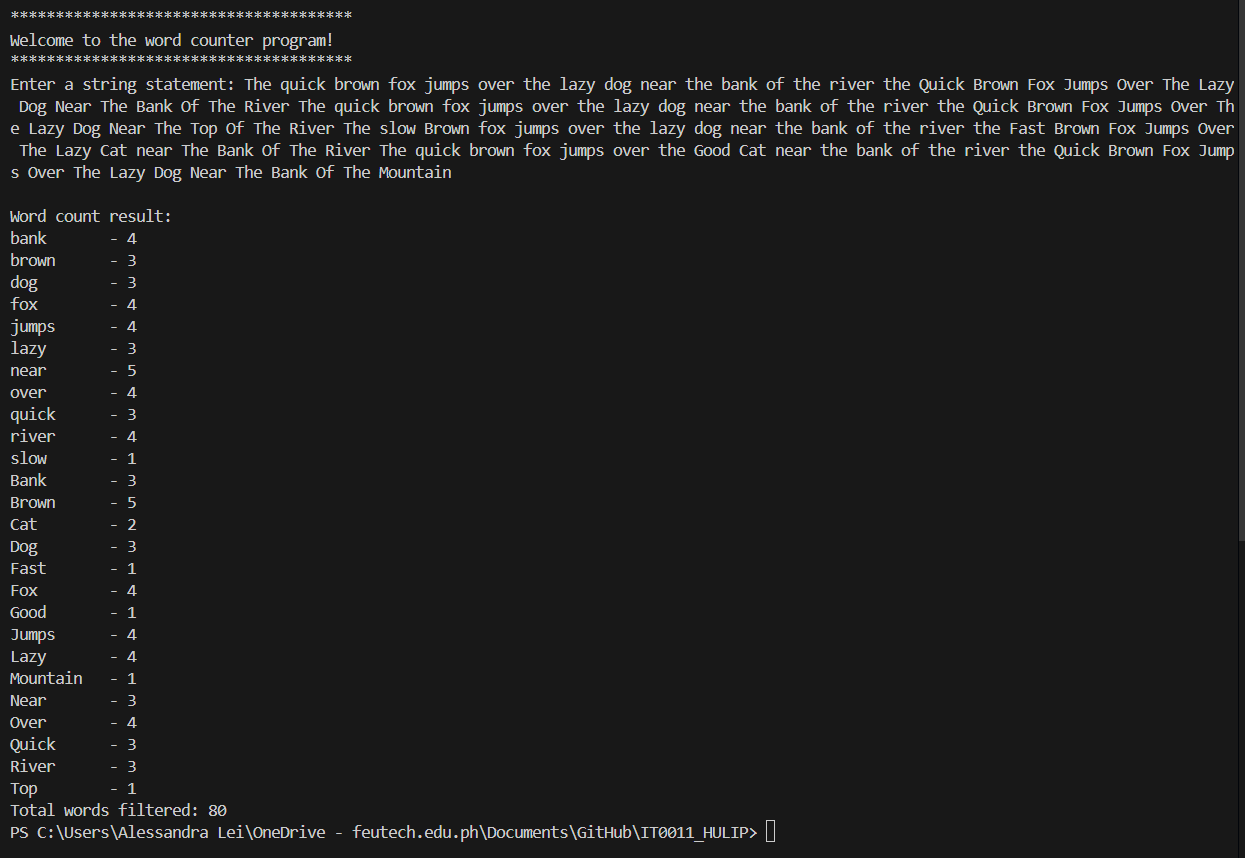 **************************************
Welcome to the word counter program!
**************************************
Enter a string statement: The quick brown fox jumps over the lazy dog near the bank of the river the Quick Brown Fox Jumps Over The Lazy
 Dog Near The Bank Of The River The quick brown fox jumps over the lazy dog near the bank of the river the Quick Brown Fox Jumps Over Th
e Lazy Dog Near The Top Of The River The slow Brown fox jumps over the lazy dog near the bank of the river the Fast Brown Fox Jumps Over
 The Lazy Cat near The Bank Of The River The quick brown fox jumps over the Good Cat near the bank of the river the Quick Brown Fox Jump
s Over The Lazy Dog Near The Bank Of The Mountain

Word count result:
bank       - 4
brown      - 3
dog        - 3
fox        - 4
jumps      - 4
lazy       - 3
near       - 5
over       - 4
quick      - 3
river      - 4
slow       - 1
Bank       - 3
Brown      - 5
Cat        - 2
Dog        - 3
Fast       - 1
Fox        - 4
Good       - 1
Jumps      - 4
Lazy       - 4
Mountain   - 1
Near       - 3
Over       - 4
Quick      - 3
River      - 3
Top        - 1
Total words filtered: 80
PS C:\Users\Alessandra Lei\OneDrive - feutech.edu.ph\Documents\GitHub\IT0011_HULIP>